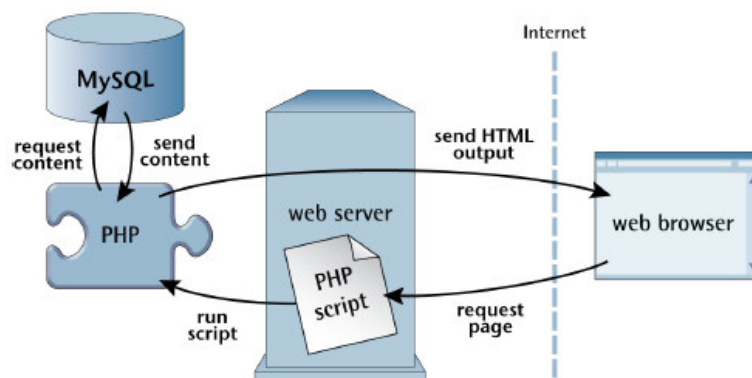 Internet
MySQL
request
content
send
content
send HTML
output
PHP
web server
web browser
PHP
script
run
script
request
page